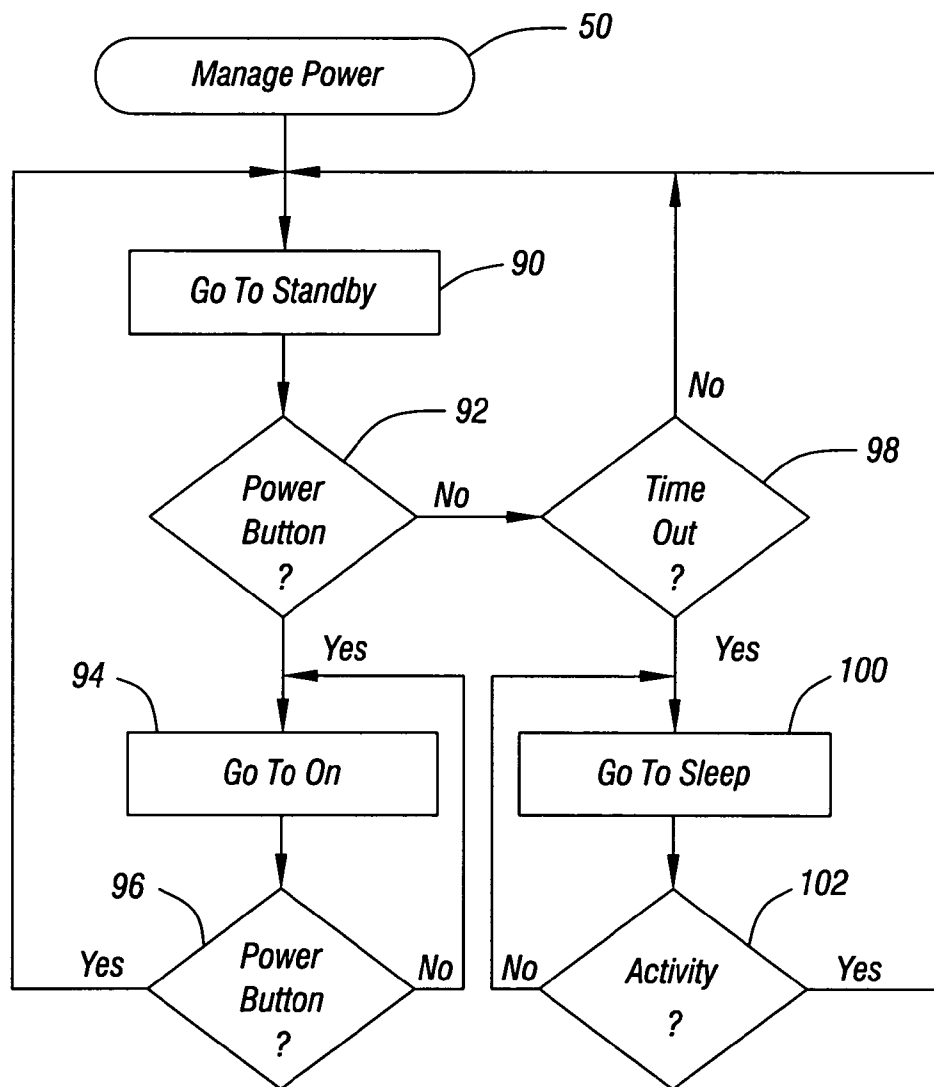 50
Manage Power
90
Go To Standby
No
92
98
Power
Button
?
No
Time
Out
?
Yes
Yes
94
100
Go To On
Go To Sleep
96
102
Yes
Power
Button
?
No
No
Activity
?
Yes